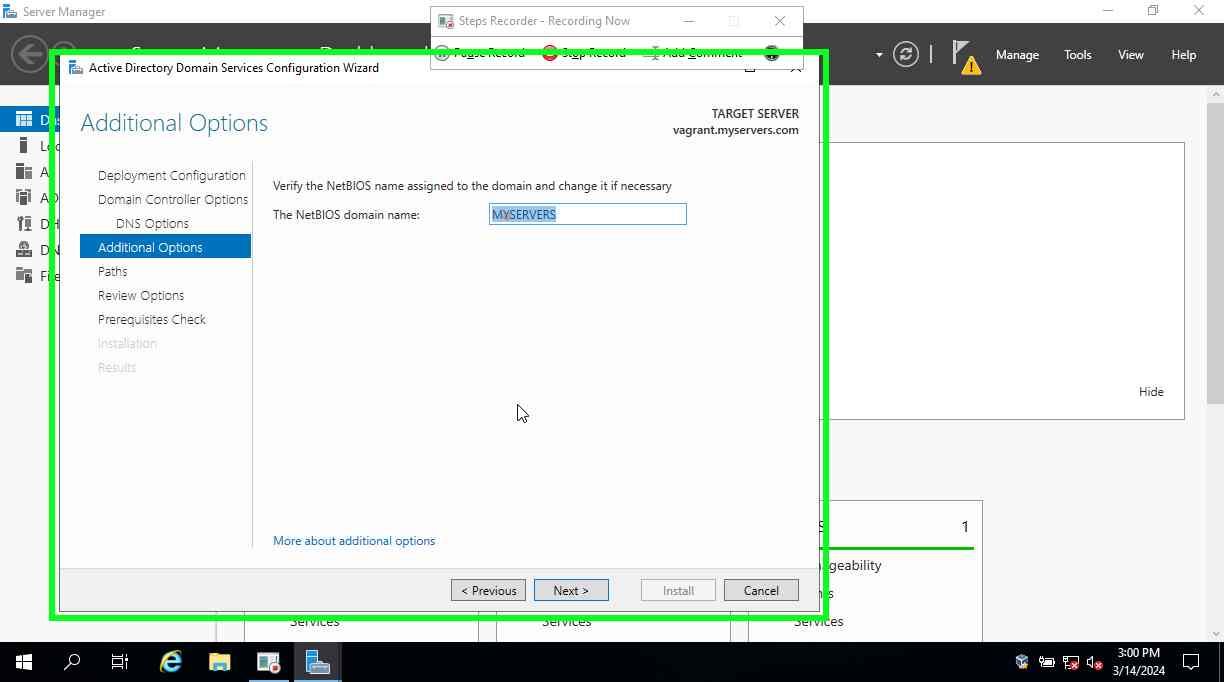 Server Manager
Steps Recorder - Recording Now
Pause Record Stop Record Add Comment
Manage Tools View Help
Active Directory Domain Services Configuration Wizard
Additional Options
TARGET SERVER
vagrant.myservers.com
Deployment Configuration
Domain Controller Options
DNS Options
Additional Options
Paths
Review Options
Prerequisites Check
Installation
Results
Verify the NetBIOS name assigned to the domain and change it if necessary
The NetBIOS domain name: MYSERVERS
More about additional options
< Previous Next > Install Cancel
Hide
1
Services Services Services
3:00 PM
3/14/2024